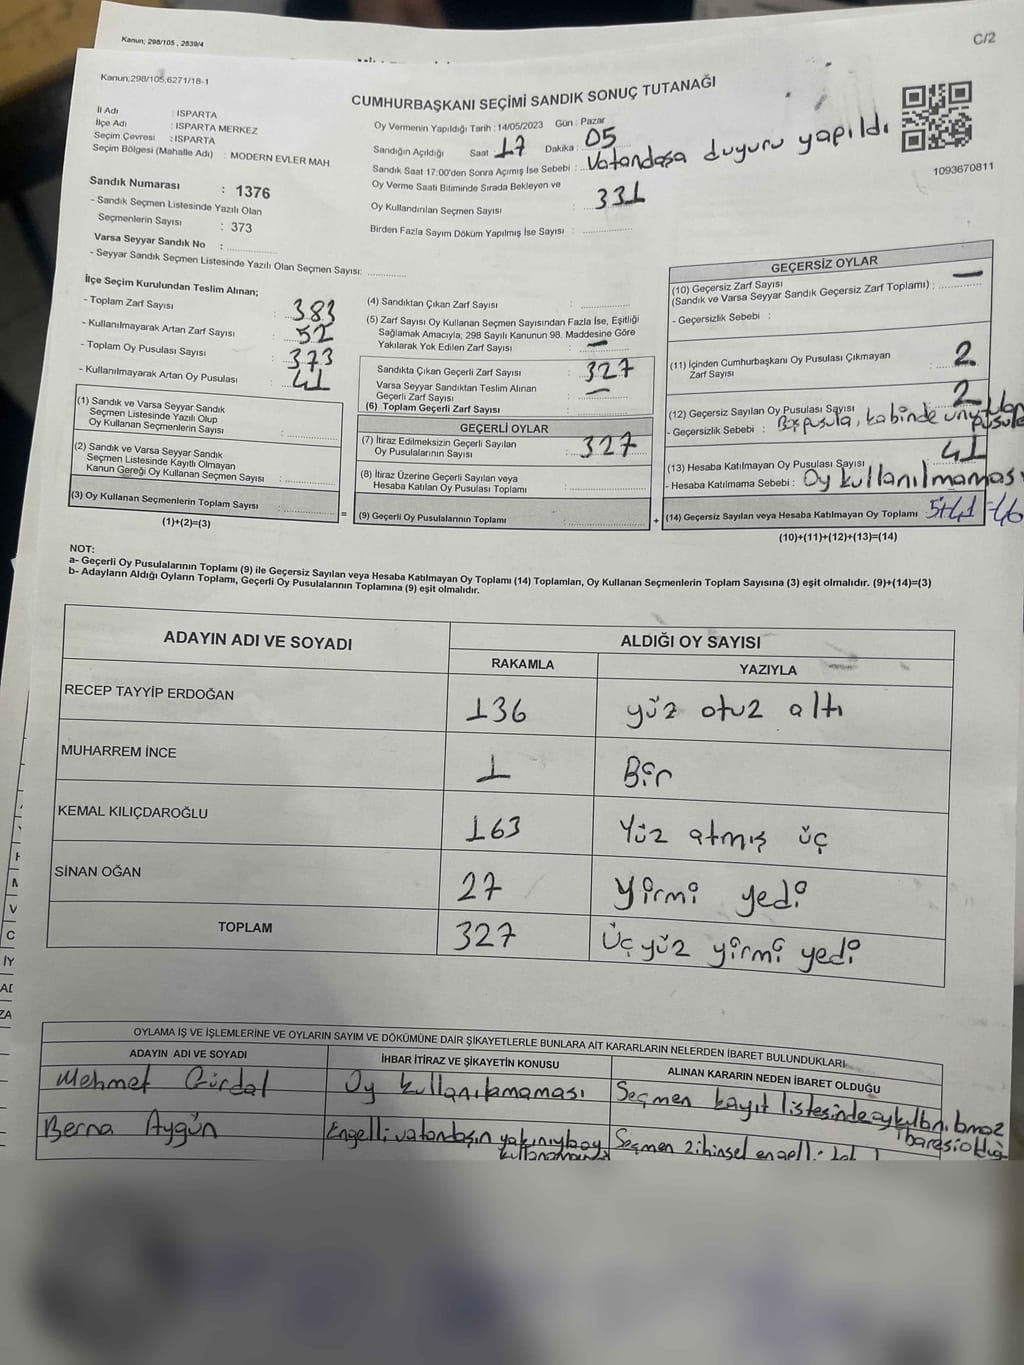 Kanun; 298/105 , 2839/4
C/2
Kanun;298/105,6271/18-1
CUMHURBAŞKANI SEÇİMİ SANDIK SONUÇ TUTANAĞI
İl Adı : ISPARTA
İlçe Adı : ISPARTA MERKEZ
Seçim Çevresi : ISPARTA
Seçim Bölgesi (Mahalle Adı) : MODERN EVLER MAH.
Sandık Numarası : 1376
- Sandık Seçmen Listesinde Yazılı Olan
Seçmenlerin Sayısı : 373
Varsa Seyyar Sandık No :
- Seyyar Sandık Seçmen Listesinde Yazılı Olan Seçmen Sayısı:
Oy Vermenin Yapıldığı Tarih : 14/05/2023 Gün : Pazar
Sandığın Açıldığı Saat : 17 Dakika : 05
Sandık Saat 17:00'den Sonra Açımış İse Sebebi : Vatandaşa duyuru yapıldı
Oy Verme Saati Bitiminde Sırada Bekleyen ve
Oy Kullandırılan Seçmen Sayısı : 331
Birden Fazla Sayım Döküm Yapılmış İse Sayısı :
1093670811
İlçe Seçim Kurulundan Teslim Alınan;
- Toplam Zarf Sayısı : 383
- Kullanılmayarak Artan Zarf Sayısı : 52
- Toplam Oy Pusulası Sayısı : 373
- Kullanılmayarak Artan Oy Pusulası : 41
(1) Sandık ve Varsa Seyyar Sandık
Seçmen Listesinde Yazılı Olup
Oy Kullanan Seçmenlerin Sayısı :
(2) Sandık ve Varsa Seyyar Sandık
Seçmen Listesinde Kayıtlı Olmayan
Kanun Gereği Oy Kullanan Seçmen Sayısı :
(3) Oy Kullanan Seçmenlerin Toplam Sayısı :
(1)+(2)=(3)
(4) Sandıktan Çıkan Zarf Sayısı :
(5) Zarf Sayısı Oy Kullanan Seçmen Sayısından Fazla İse, Eşitliği
Sağlamak Amacıyla; 298 Sayılı Kanunun 98. Maddesine Göre
Yakılarak Yok Edilen Zarf Sayısı : —
Sandıkta Çıkan Geçerli Zarf Sayısı : 327
Varsa Seyyar Sandıktan Teslim Alınan
Geçerli Zarf Sayısı : —
(6) Toplam Geçerli Zarf Sayısı :
GEÇERLİ OYLAR
(7) İtiraz Edilmeksizin Geçerli Sayılan
Oy Pusulalarının Sayısı : 327
(8) İtiraz Üzerine Geçerli Sayılan veya
Hesaba Katılan Oy Pusulası Toplamı :
= (9) Geçerli Oy Pusulalarının Toplamı :
GEÇERSİZ OYLAR
(10) Geçersiz Zarf Sayısı
(Sandık ve Varsa Seyyar Sandık Geçersiz Zarf Toplamı) : —
- Geçersizlik Sebebi :
(11) İçinden Cumhurbaşkanı Oy Pusulası Çıkmayan
Zarf Sayısı : 2
(12) Geçersiz Sayılan Oy Pusulası Sayısı : 2
- Geçersizlik Sebebi : Boş pusula, kabinde unutulan pusula
(13) Hesaba Katılmayan Oy Pusulası Sayısı : 41
- Hesaba Katılmama Sebebi : Oy kullanılmaması
+ (14) Geçersiz Sayılan veya Hesaba Katılmayan Oy Toplamı 5+41=46
(10)+(11)+(12)+(13)=(14)
NOT:
a- Geçerli Oy Pusulalarının Toplamı (9) ile Geçersiz Sayılan veya Hesaba Katılmayan Oy Toplamı (14) Toplamları, Oy Kullanan Seçmenlerin Toplam Sayısına (3) eşit olmalıdır. (9)+(14)=(3)
b- Adayların Aldığı Oyların Toplamı, Geçerli Oy Pusulalarının Toplamına (9) eşit olmalıdır.
ADAYIN ADI VE SOYADI ALDIĞI OY SAYISI
RAKAMLA YAZIYLA
RECEP TAYYİP ERDOĞAN 136 yüz otuz altı
MUHARREM İNCE 1 Bir
KEMAL KILIÇDAROĞLU 163 Yüz atmış üç
SİNAN OĞAN 27 yirmi yedi
TOPLAM 327 Üç yüz yirmi yedi
OYLAMA İŞ VE İŞLEMLERİNE VE OYLARIN SAYIM VE DÖKÜMÜNE DAİR ŞİKAYETLERLE BUNLARA AİT KARARLARIN NELERDEN İBARET BULUNDUKLARI
ADAYIN ADI VE SOYADI İHBAR İTİRAZ VE ŞİKAYETİN KONUSU ALINAN KARARIN NEDEN İBARET OLDUĞU
Mehmet Gürdal Oy kullanılmaması Seçmen kayıt listesinde oy kullanılamaz ibaresi
Berna Aygün Engelli vatandaşın yakını oy Seçmen zihinsel engelli